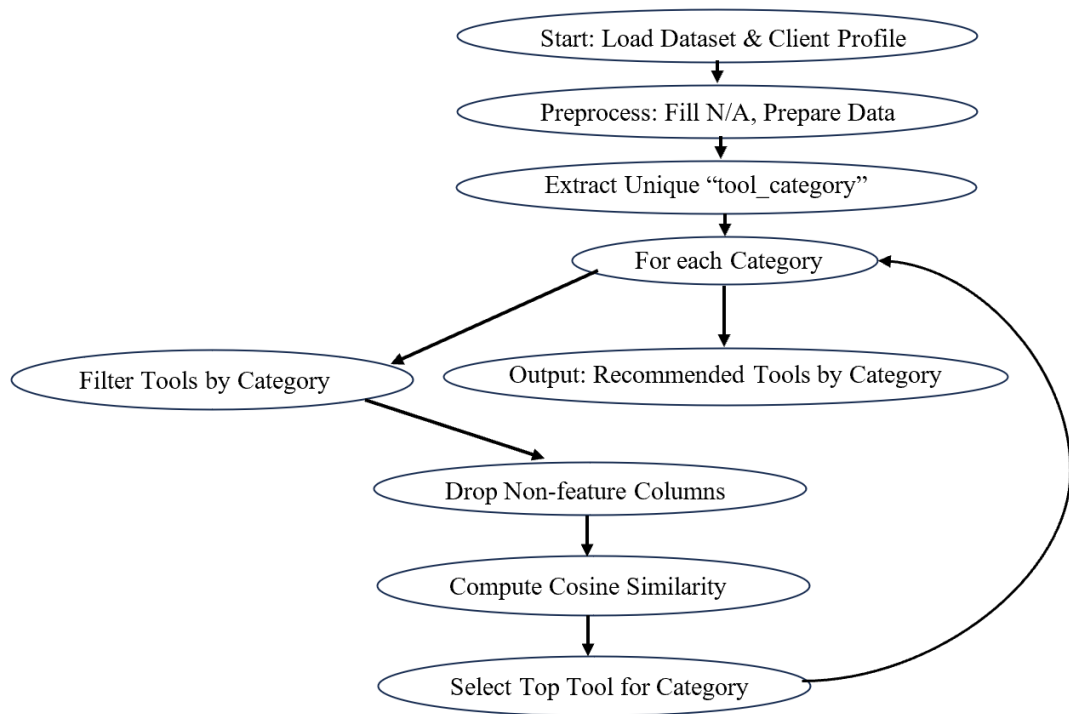 Start: Load Dataset & Client Profile
Preprocess: Fill N/A, Prepare Data
Extract Unique “tool_category”
For each Category
Filter Tools by Category
Output: Recommended Tools by Category
Drop Non-feature Columns
Compute Cosine Similarity
Select Top Tool for Category